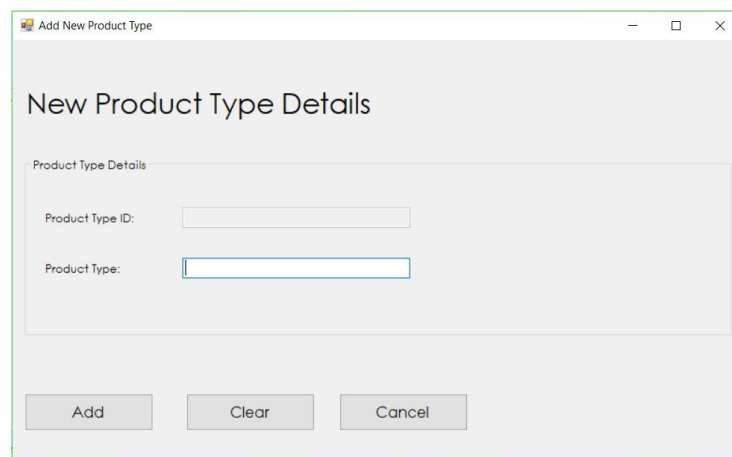 Add New Product Type
New Product Type Details
Product Type Details
Product Type ID:
Product Type:
Add Clear Cancel